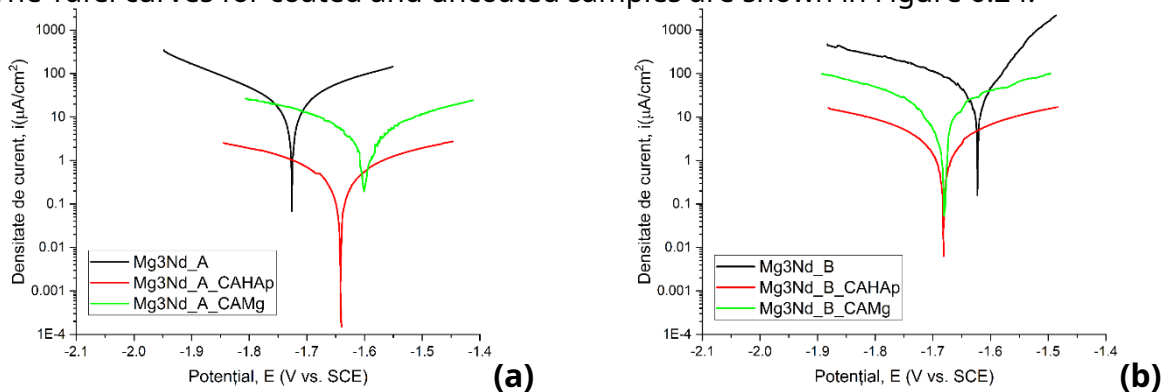 The Tafel curves for coated and uncoated samples are shown in Figure 6.24.
Densitate de curent, i(µA/cm²)
1000
100
10
1
0.1
0.01
0.001
1E-4
Mg3Nd_A
Mg3Nd_A_CAHAp
Mg3Nd_A_CAMg
-2.0 -1.9 -1.8 -1.7 -1.6 -1.5 -1.4
Potențial, E (V vs. SCE)
(a)
Densitate de curent, i(µA/cm²)
1000
100
10
1
0.1
0.01
0.001
1E-4
Mg3Nd_B
Mg3Nd_B_CAHAp
Mg3Nd_B_CAMg
-2.0 -1.9 -1.8 -1.7 -1.6 -1.5 -1.4
Potențial, E (V vs. SCE)
(b)